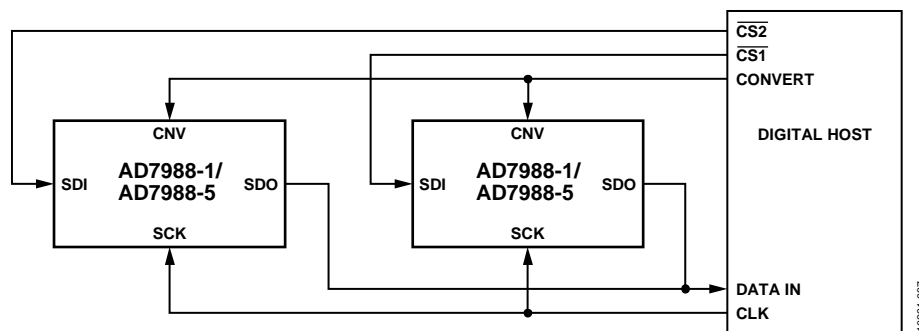 CS2
CS1
CONVERT
CNV
CNV
DIGITAL HOST
AD7988-1/
AD7988-5
SDI
SDO
SCK
AD7988-1/
AD7988-5
SDI
SDO
SCK
DATA IN
CLK